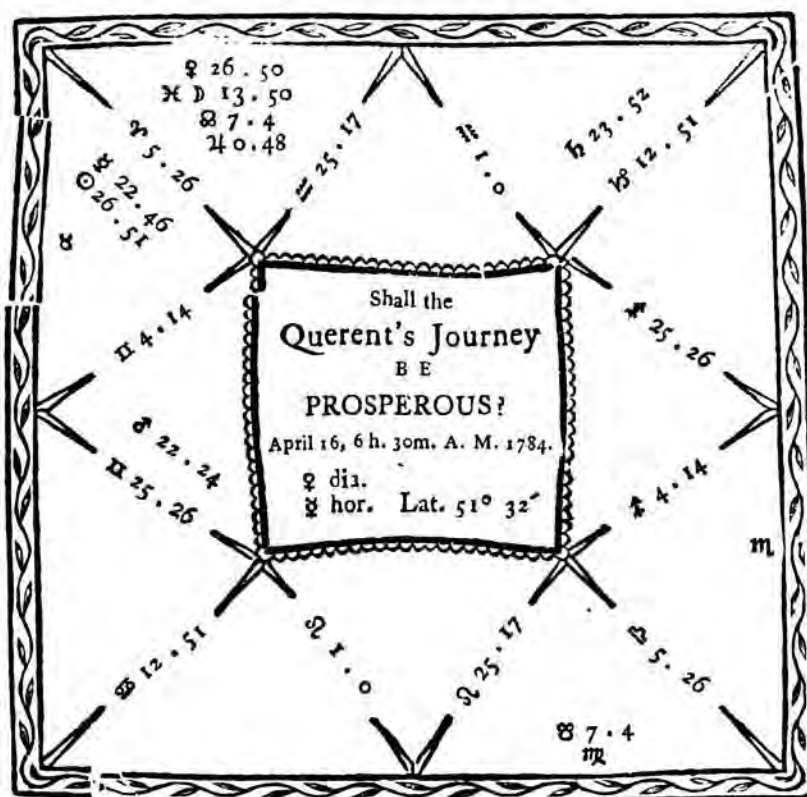 ♀ 26 . 50
♓ ☽ 13 . 50
☊ 7 . 4
♃ 0 . 48
♈ 5 . 26
☿ 22 . 46
☉ 26 . 51
♉
♒ 25 . 17
♒ 1 . 0
♄ 23 . 52
♑ 12 . 51
♊ 4 . 14
♐ 25 . 26
Shall the
Querent's Journey
BE
PROSPEROUS?
April 16, 6 h. 30m. A. M. 1784.
♀ dia.
☿ hor. Lat. 51° 32"
♂ 22 . 24
♊ 25 . 26
♐ 4 . 14
♏
♋ 12 . 51
♌ 1 . 0
♌ 25 . 17
♎ 5 . 26
☋ 7 . 4
♍